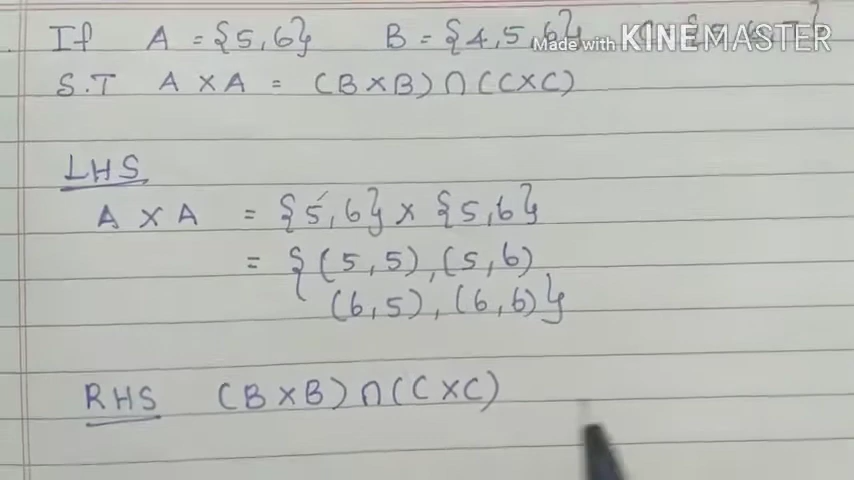 If A = {5,6} B = {4,5,6}
Made with KINEMASTER
S.T A X A = (B X B) ∩ (C X C)
LHS
A X A = {5,6} x {5,6}
= {(5,5),(5,6)
(6,5),(6,6)}
RHS (B X B) ∩ (C X C)